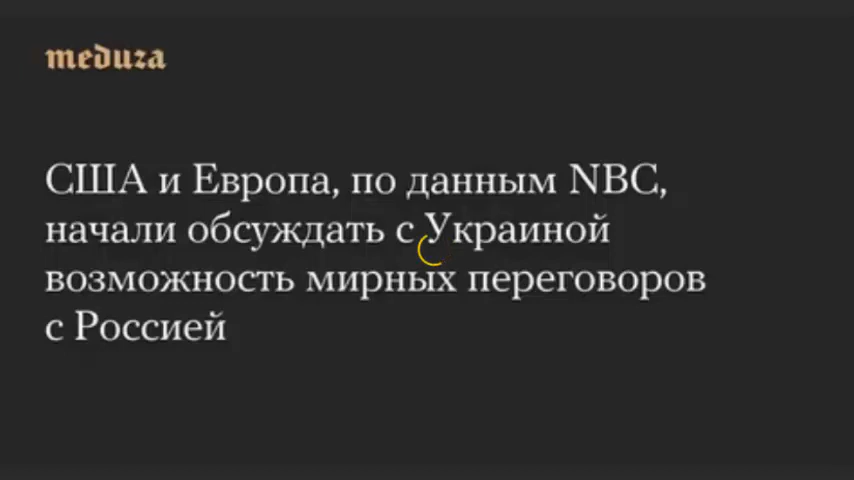 meduza
США и Европа, по данным NBC,
начали обсуждать с Украиной
возможность мирных переговоров
с Россией